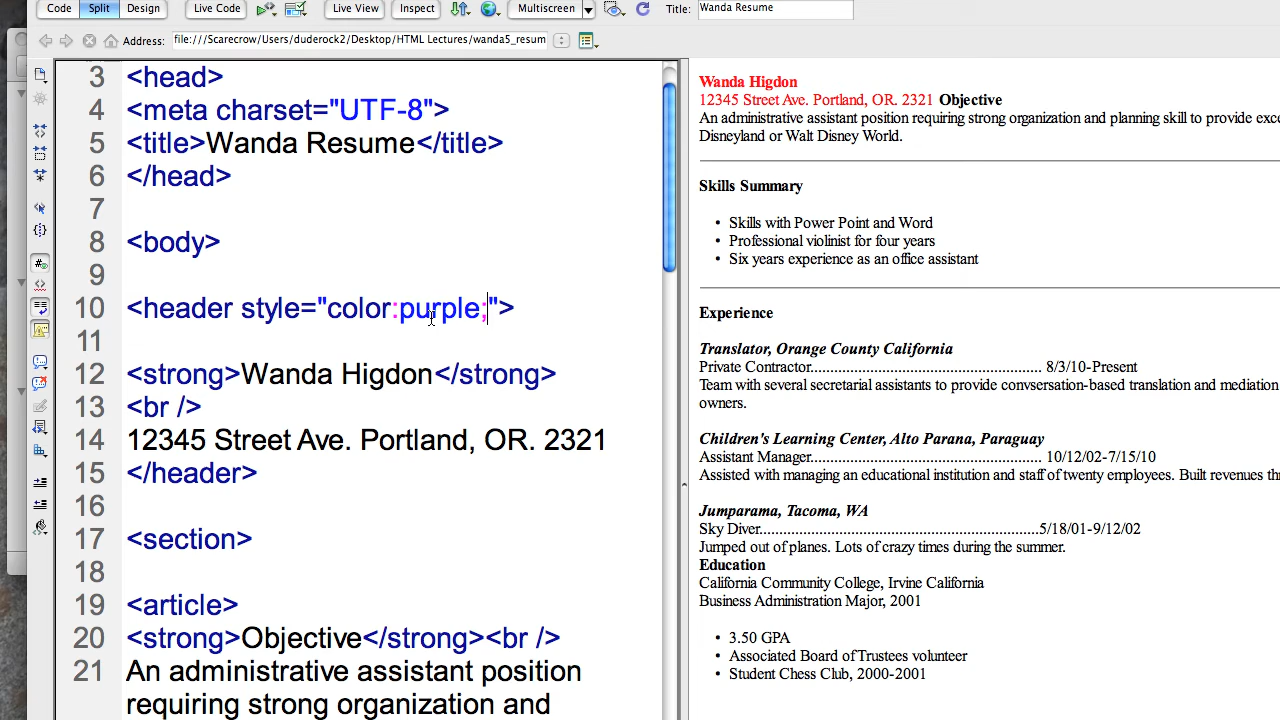 Code Split Design Live Code Live View Inspect Multiscreen Title: Wanda Resume
Address: file:///Scarecrow/Users/duderock2/Desktop/HTML Lectures/wanda5_resum
3 <head>
4 <meta charset="UTF-8">
5 <title>Wanda Resume</title>
6 </head>
7
8 <body>
9
10 <header style="color:purple;">
11
12 <strong>Wanda Higdon</strong>
13 <br />
14 12345 Street Ave. Portland, OR. 2321
15 </header>
16
17 <section>
18
19 <article>
20 <strong>Objective</strong><br />
21 An administrative assistant position
requiring strong organization and
Wanda Higdon
12345 Street Ave. Portland, OR. 2321 Objective
An administrative assistant position requiring strong organization and planning skill to provide exce
Disneyland or Walt Disney World.
Skills Summary
• Skills with Power Point and Word
• Professional violinist for four years
• Six years experience as an office assistant
Experience
Translator, Orange County California
Private Contractor.................................................... 8/3/10-Present
Team with several secretarial assistants to provide convsersation-based translation and mediation
owners.
Children's Learning Center, Alto Parana, Paraguay
Assistant Manager.................................................... 10/12/02-7/15/10
Assisted with managing an educational institution and staff of twenty employees. Built revenues thr
Jumparama, Tacoma, WA
Sky Diver..............................................................5/18/01-9/12/02
Jumped out of planes. Lots of crazy times during the summer.
Education
California Community College, Irvine California
Business Administration Major, 2001
• 3.50 GPA
• Associated Board of Trustees volunteer
• Student Chess Club, 2000-2001